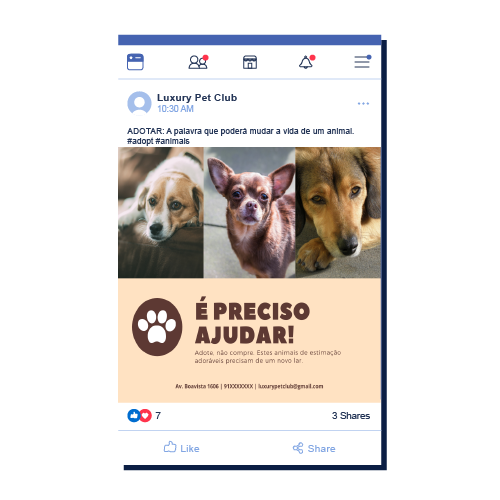 Luxury Pet Club
10:30 AM
ADOTAR: A palavra que poderá mudar a vida de um animal.
#adopt #animais
É PRECISO
AJUDAR!
Adote, não compre. Estes animais de estimação
adoráveis precisam de um novo lar.
Av. Boavista 1606 | 91XXXXXXX | luxurypetclub@gmail.com
7
3 Shares
Like
Share